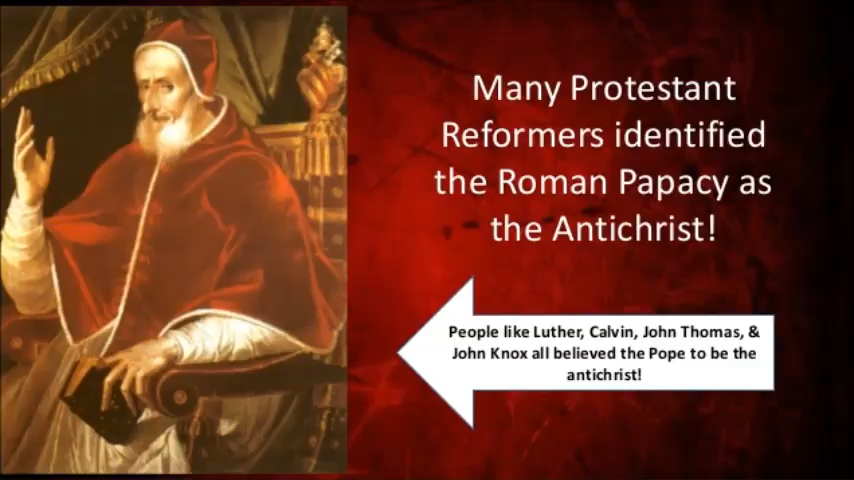 Many Protestant
Reformers identified
the Roman Papacy as
the Antichrist!
People like Luther, Calvin, John Thomas, &
John Knox all believed the Pope to be the
antichrist!